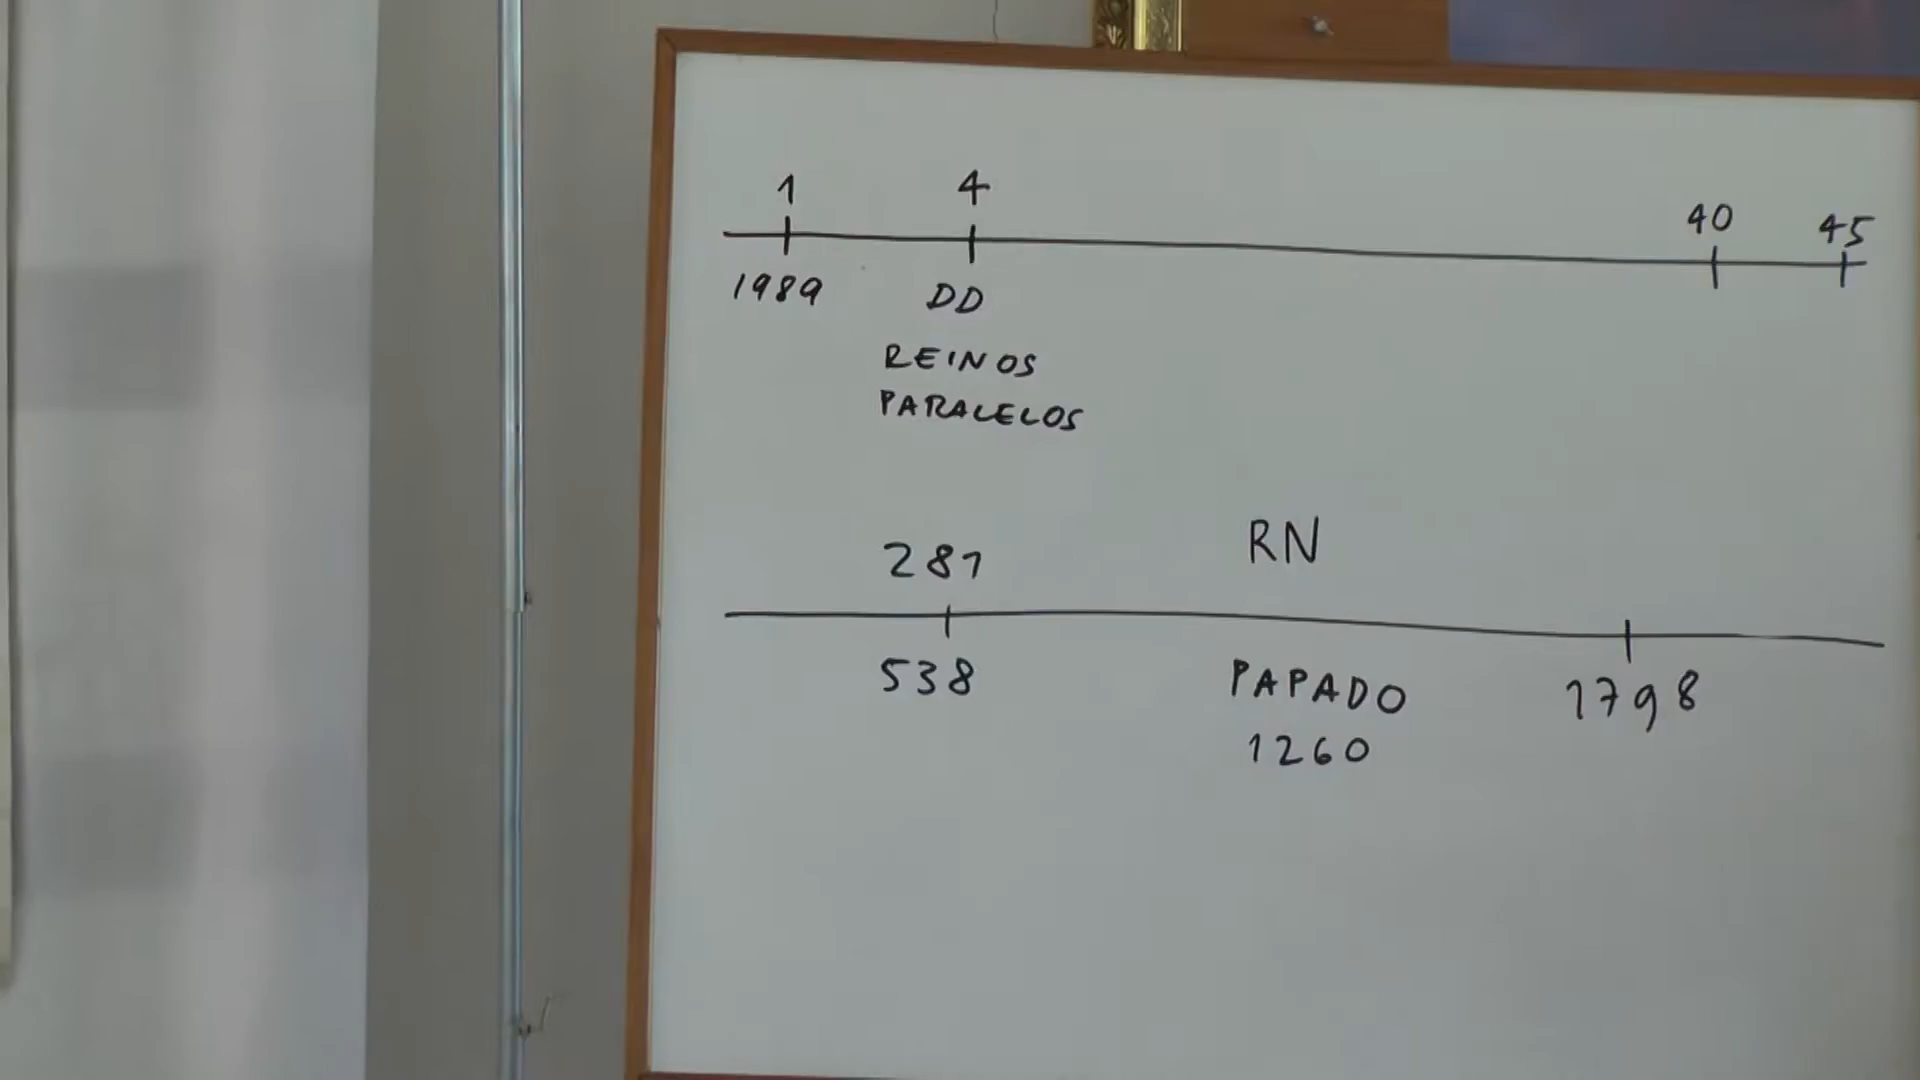 1 4 40 45
1989 DD
REINOS
PARALELOS
281 RN
538 PAPADO 1798
1260